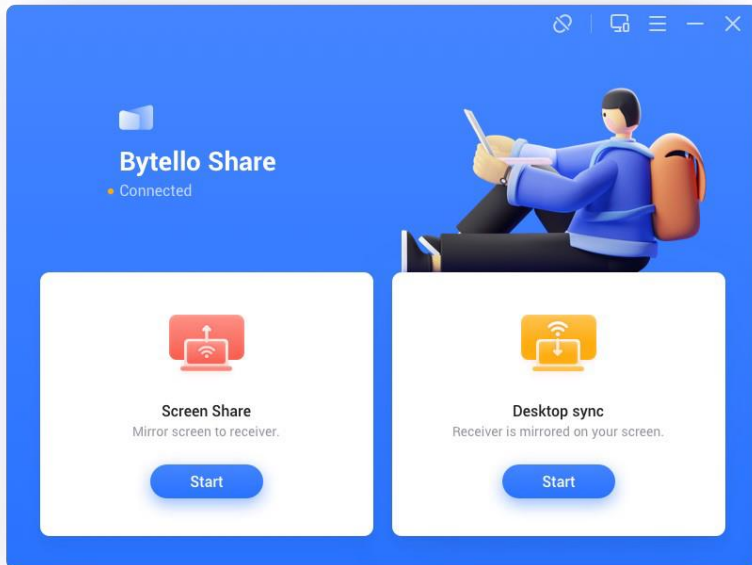 Bytello Share
Connected
Screen Share
Mirror screen to receiver.
Start
Desktop sync
Receiver is mirrored on your screen.
Start